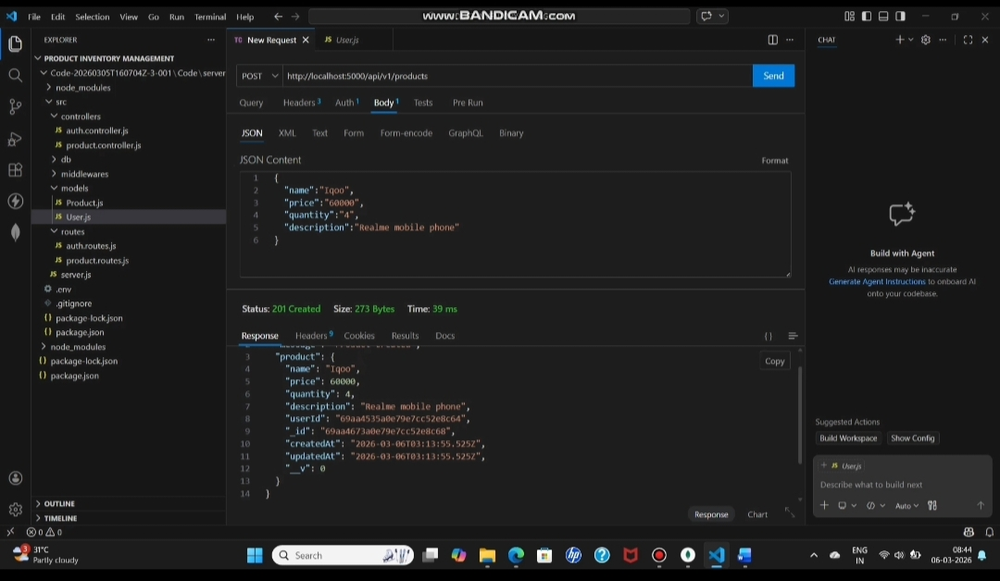 File Edit Selection View Go Run Terminal Help
www.BANDICAM.com
EXPLORER
PRODUCT INVENTORY MANAGEMENT
Code-20260305T160704Z-3-001\Code\server
node_modules
src
controllers
JS auth.controller.js
JS product.controller.js
db
middlewares
models
JS Product.js
JS User.js
routes
JS auth.routes.js
JS product.routes.js
JS server.js
.env
.gitignore
{} package-lock.json
{} package.json
node_modules
{} package-lock.json
{} package.json
OUTLINE
TIMELINE
TC New Request
JS User.js
POST http://localhost:5000/api/v1/products Send
Query Headers 3 Auth 1 Body 1 Tests Pre Run
JSON XML Text Form Form-encode GraphQL Binary
JSON Content Format
1 {
2 "name":"Iqoo",
3 "price":"60000",
4 "quantity":"4",
5 "description":"Realme mobile phone"
6 }
Status: 201 Created Size: 273 Bytes Time: 39 ms
Response Headers 9 Cookies Results Docs
{}
3 "product": {
4 "name": "Iqoo",
5 "price": 60000,
6 "quantity": 4,
7 "description": "Realme mobile phone",
8 "userId": "69aa4535a0e79e7cc52e8c64",
9 "_id": "69aa4673a0e79e7cc52e8c68",
10 "createdAt": "2026-03-06T03:13:55.525Z",
11 "updatedAt": "2026-03-06T03:13:55.525Z",
12 "__v": 0
13 }
14 }
Copy
Response Chart
CHAT
Build with Agent
AI responses may be inaccurate
Generate Agent Instructions to onboard AI
onto your codebase.
Suggested Actions
Build Workspace Show Config
+ JS User.js
Describe what to build next
Auto
0 0
31°C
Partly cloudy
3
Search
ENG
IN
08:44
06-03-2026